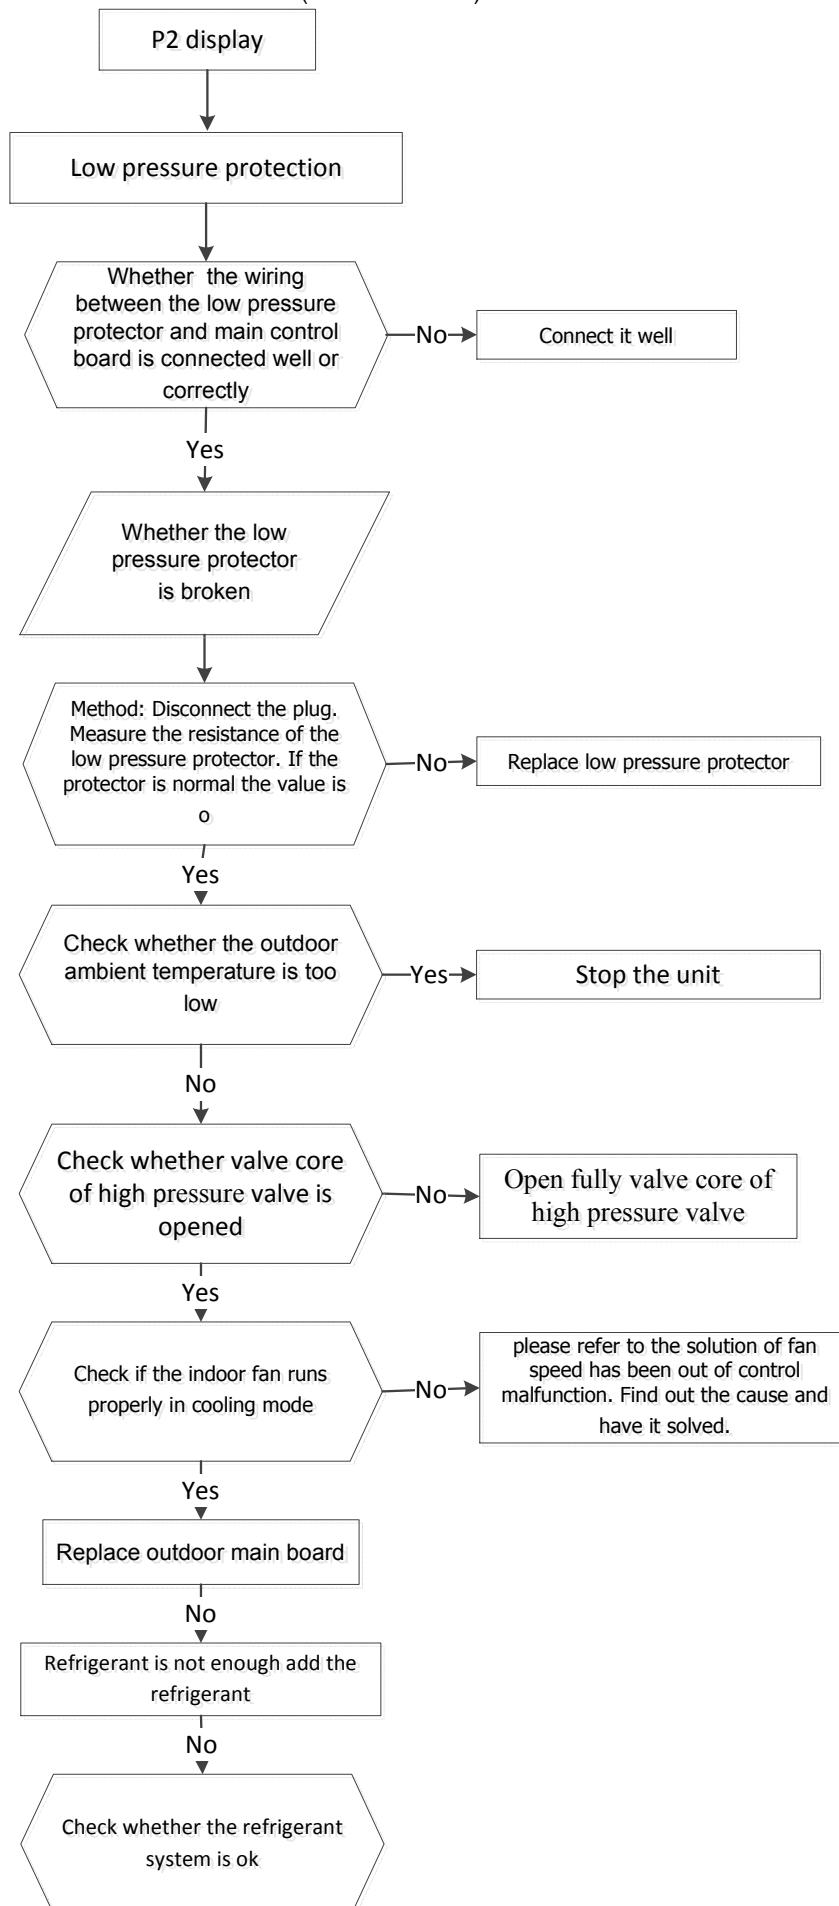 P2 display
Low pressure protection
Whether the wiring
between the low pressure
protector and main control
board is connected well or
correctly
No
Connect it well
Yes
Whether the low
pressure protector
is broken
Method: Disconnect the plug.
Measure the resistance of the
low pressure protector. If the
protector is normal the value is
o
No
Replace low pressure protector
Yes
Check whether the outdoor
ambient temperature is too
low
Yes
Stop the unit
No
Check whether valve core
of high pressure valve is
opened
No
Open fully valve core of
high pressure valve
Yes
Check if the indoor fan runs
properly in cooling mode
No
please refer to the solution of fan
speed has been out of control
malfunction. Find out the cause and
have it solved.
Yes
Replace outdoor main board
No
Refrigerant is not enough add the
refrigerant
No
Check whether the refrigerant
system is ok